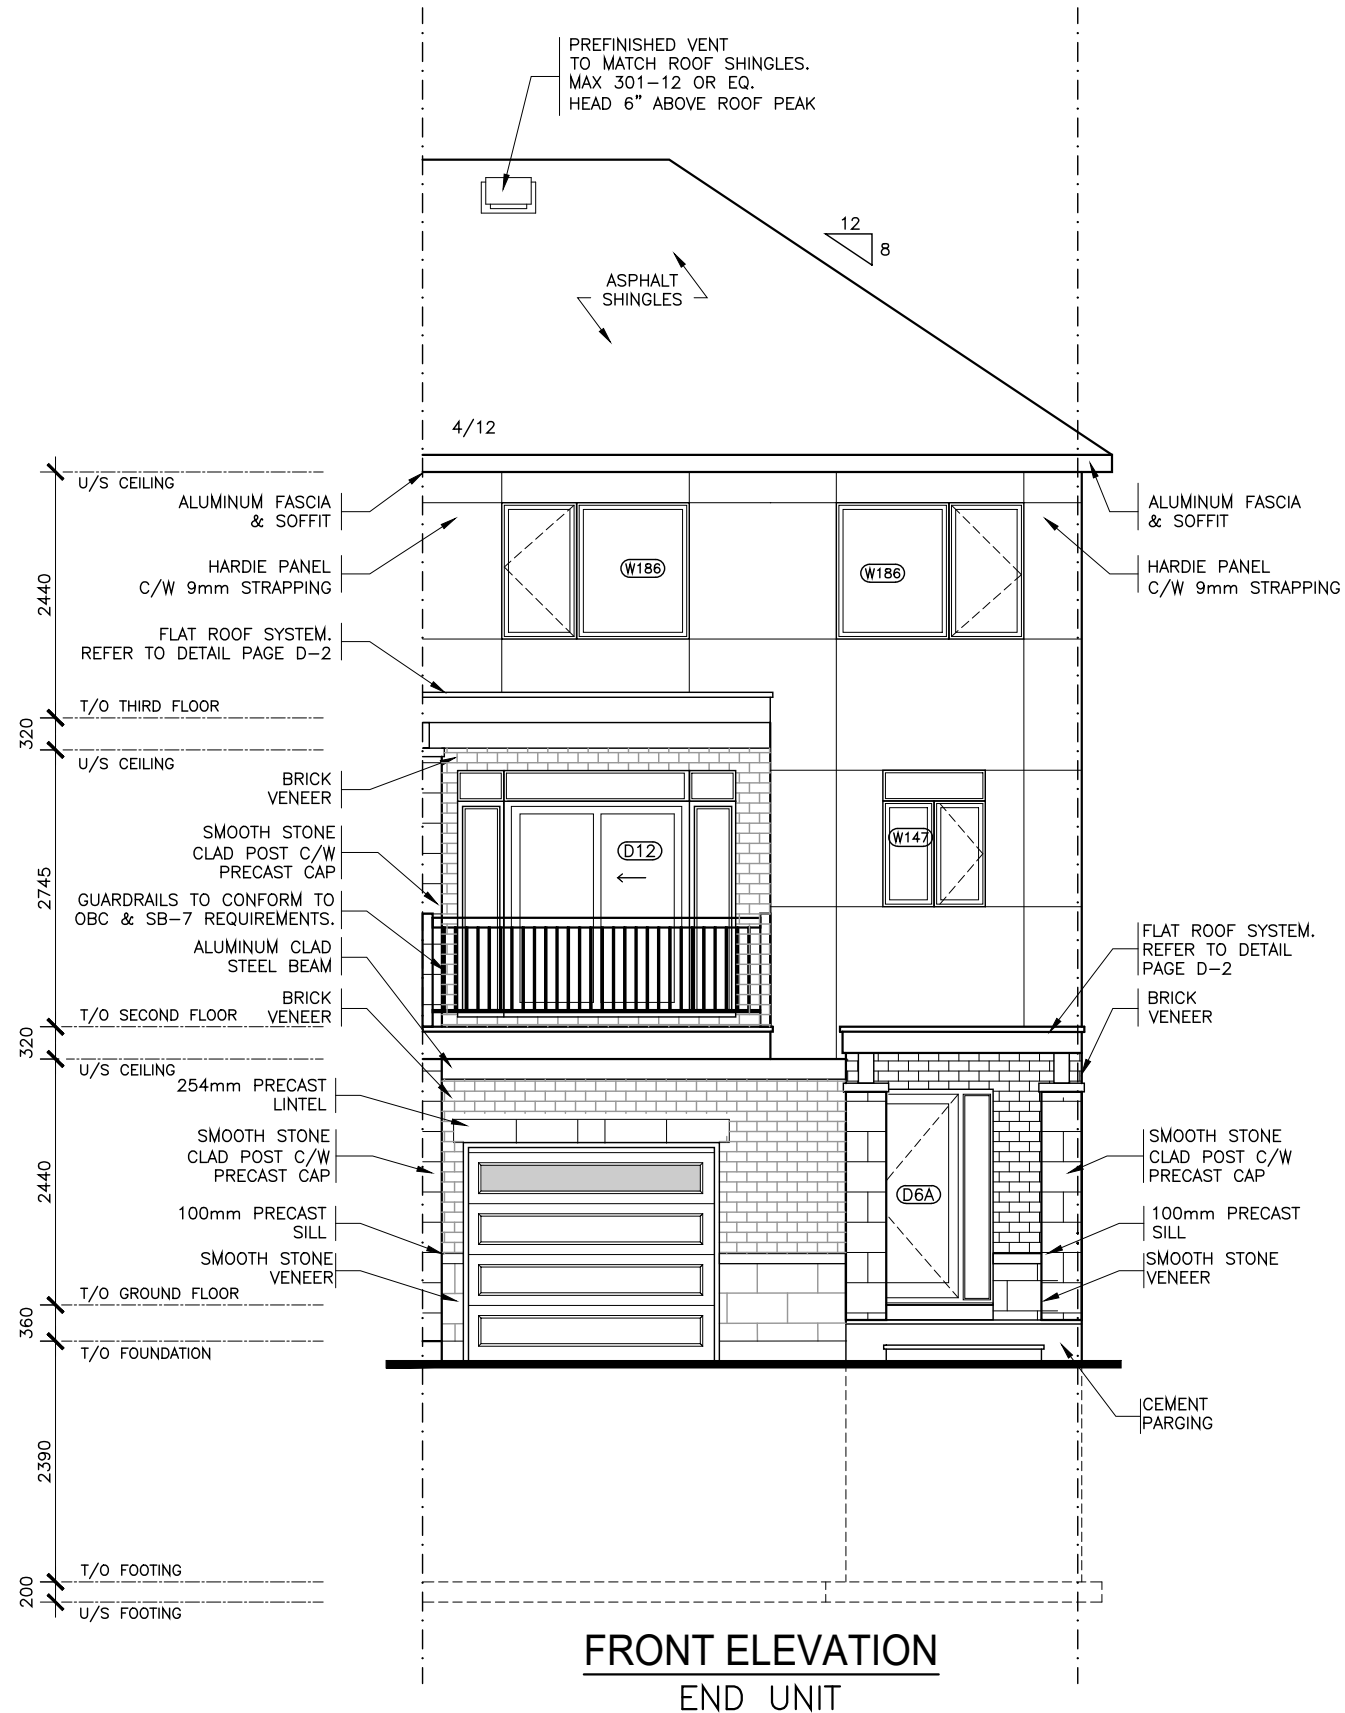 PREFINISHED VENT
TO MATCH ROOF SHINGLES.
MAX 301-12 OR EQ.
HEAD 6" ABOVE ROOF PEAK
12
8
ASPHALT
SHINGLES
4/12
U/S CEILING
ALUMINUM FASCIA
& SOFFIT
ALUMINUM FASCIA
& SOFFIT
2440
HARDIE PANEL
C/W 9mm STRAPPING
W186
W186
HARDIE PANEL
C/W 9mm STRAPPING
FLAT ROOF SYSTEM.
REFER TO DETAIL PAGE D-2
T/O THIRD FLOOR
320
U/S CEILING
BRICK
VENEER
SMOOTH STONE
CLAD POST C/W
PRECAST CAP
D12
W147
2745
GUARDRAILS TO CONFORM TO
OBC & SB-7 REQUIREMENTS.
ALUMINUM CLAD
STEEL BEAM
FLAT ROOF SYSTEM.
REFER TO DETAIL
PAGE D-2
BRICK
VENEER
BRICK
VENEER
T/O SECOND FLOOR
320
U/S CEILING
254mm PRECAST
LINTEL
SMOOTH STONE
CLAD POST C/W
PRECAST CAP
SMOOTH STONE
CLAD POST C/W
PRECAST CAP
2440
D6A
100mm PRECAST
SILL
100mm PRECAST
SILL
SMOOTH STONE
VENEER
SMOOTH STONE
VENEER
T/O GROUND FLOOR
360
T/O FOUNDATION
CEMENT
PARGING
2390
T/O FOOTING
200
U/S FOOTING
FRONT ELEVATION
END UNIT